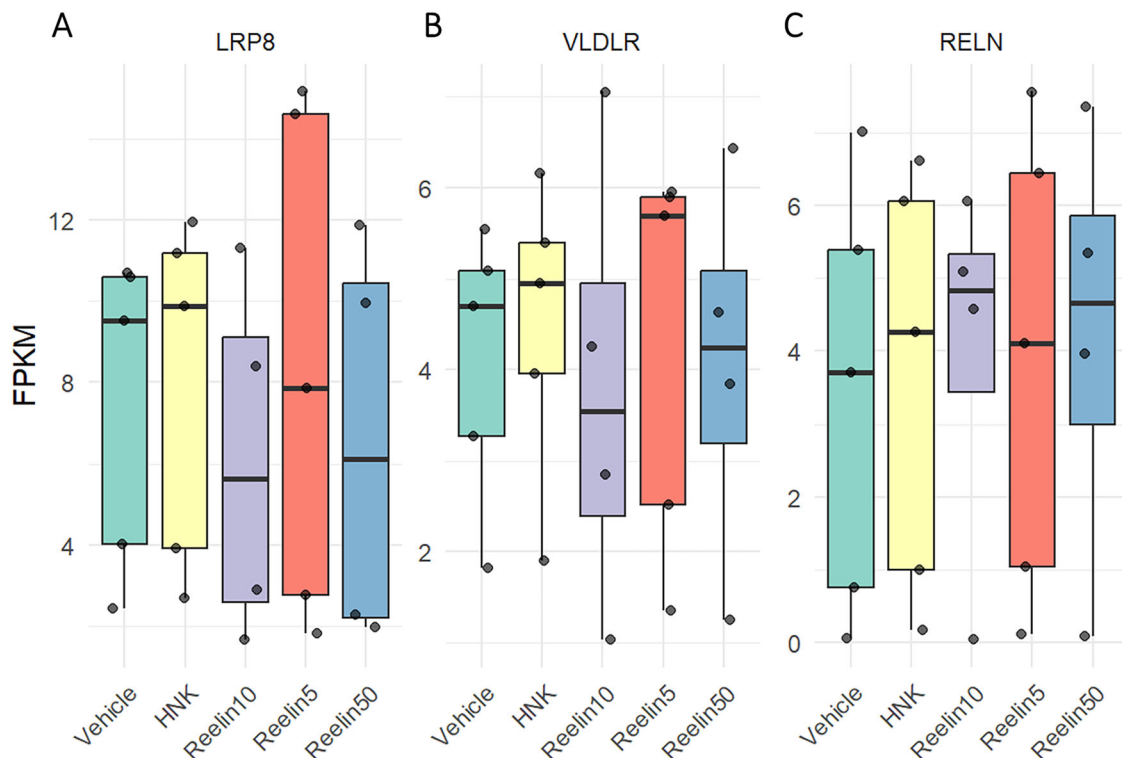 A
LRP8
B
VLDLR
C
RELN
FPKM
12
8
4
6
4
2
6
4
2
0
Vehicle
HNK
Reelin10
Reelin5
Reelin50
Vehicle
HNK
Reelin10
Reelin5
Reelin50
Vehicle
HNK
Reelin10
Reelin5
Reelin50